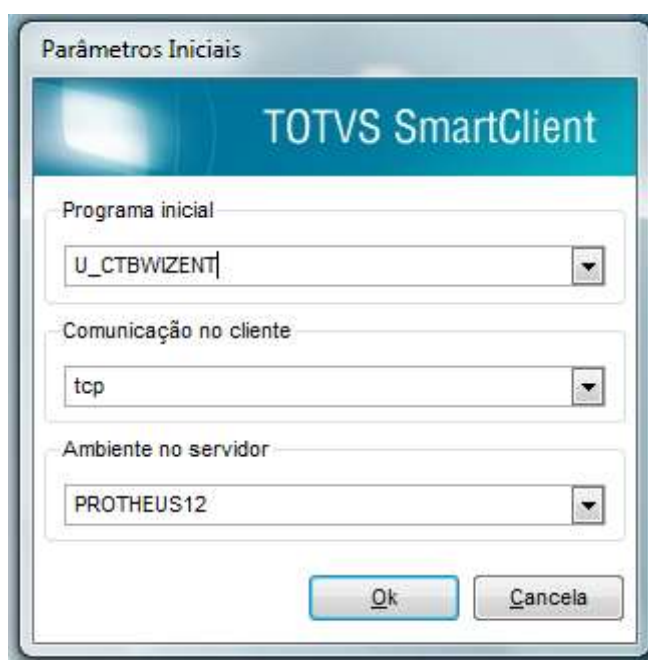 Parâmetros Iniciais
TOTVS SmartClient
Programa inicial
U_CTBWIZENT
Comunicação no cliente
tcp
Ambiente no servidor
PROTHEUS12
Ok
Cancela